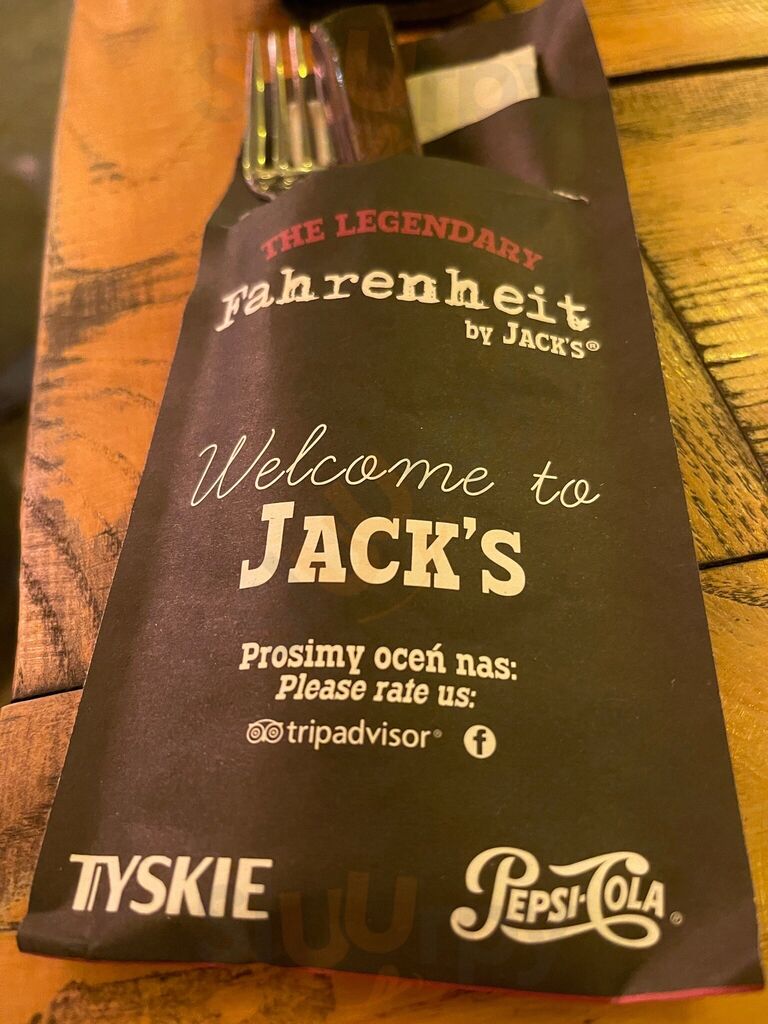 THE LEGENDARY
Fahrenheit
by JACK'S®
Welcome to
JACK'S
Prosimy oceń nas:
Please rate us:
tripadvisor® f
TYSKIE
PEPSI-COLA®